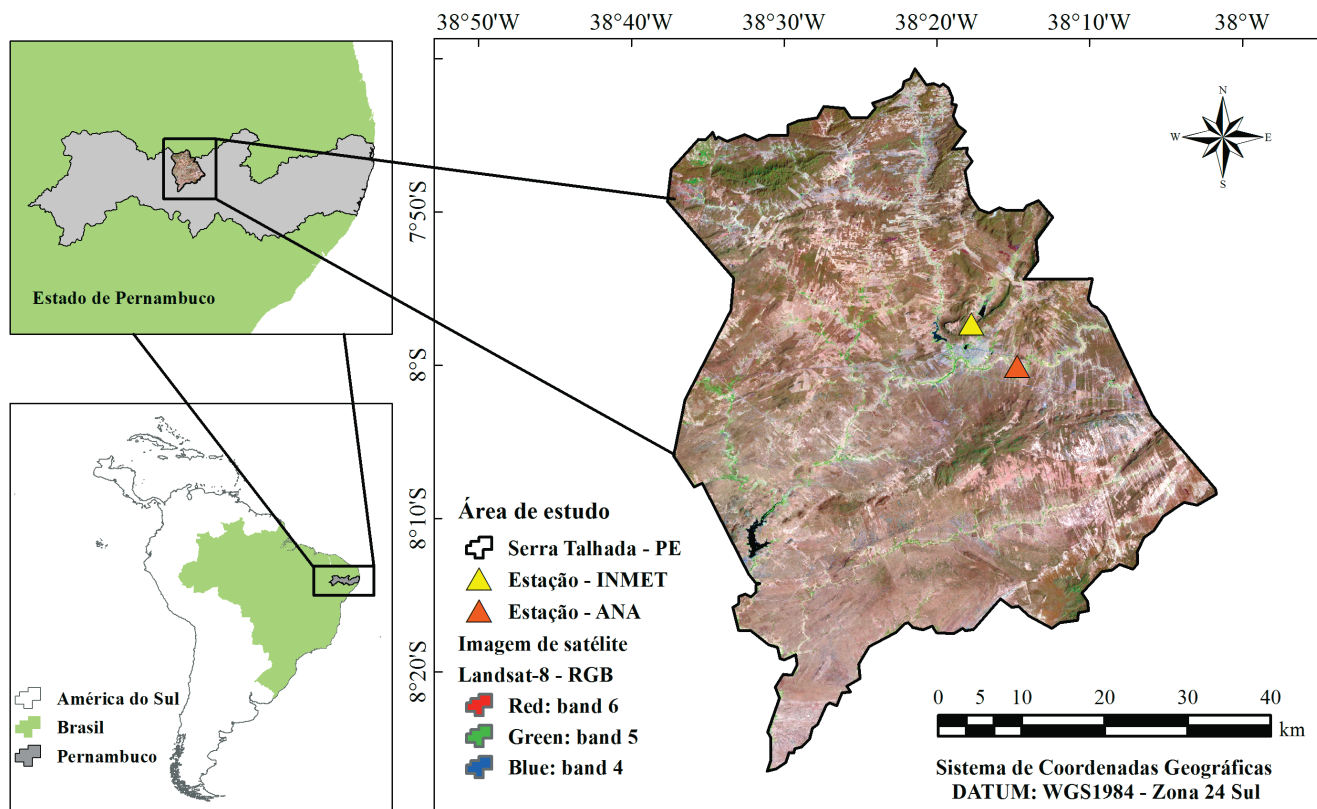 38°50'W 38°40'W 38°30'W 38°20'W 38°10'W 38°W
7°50'S
8°S
8°10'S
8°20'S
N
W E
S
Estado de Pernambuco
América do Sul
Brasil
Pernambuco
Área de estudo
Serra Talhada - PE
Estação - INMET
Estação - ANA
Imagem de satélite
Landsat-8 - RGB
Red: band 6
Green: band 5
Blue: band 4
0 5 10 20 30 40
km
Sistema de Coordenadas Geográficas
DATUM: WGS1984 - Zona 24 Sul